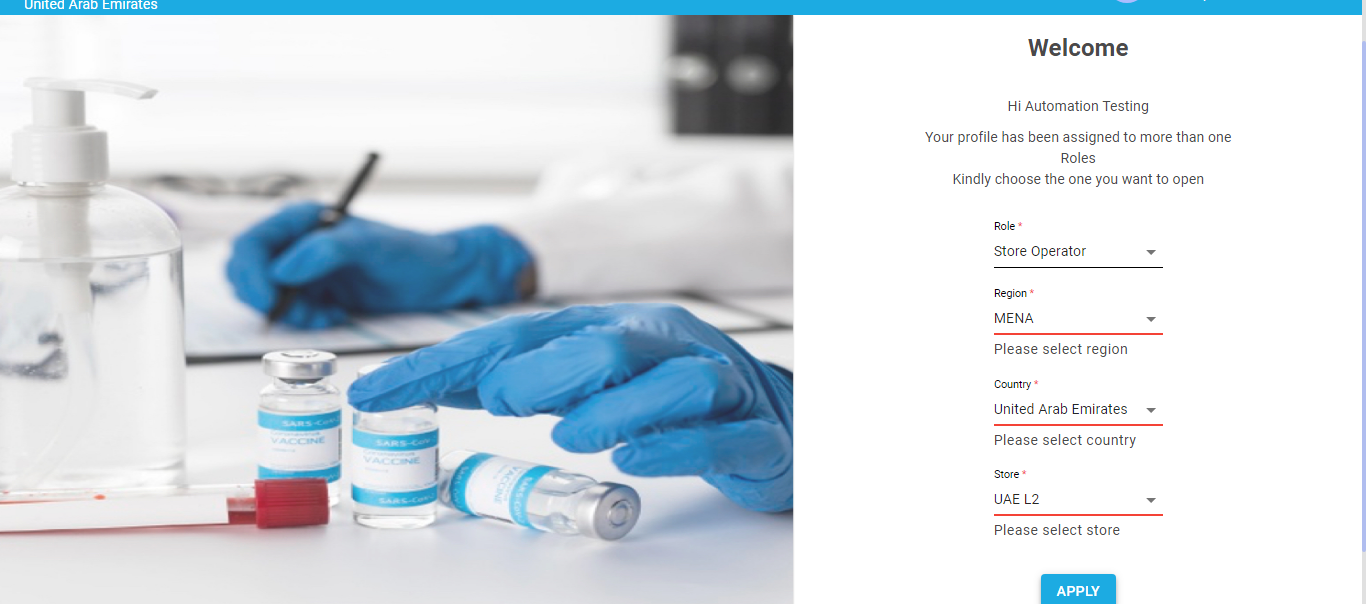 United Arab Emirates
Welcome
Hi Automation Testing
Your profile has been assigned to more than one
Roles
Kindly choose the one you want to open
Role *
Store Operator
Region *
MENA
Please select region
Country *
United Arab Emirates
Please select country
Store *
UAE L2
Please select store
APPLY
SARS-CoV-
Coronavirus
VACCINE
SARS-CoV-
Coronavirus
VACCINE
SARS-CoV-
VACCINE